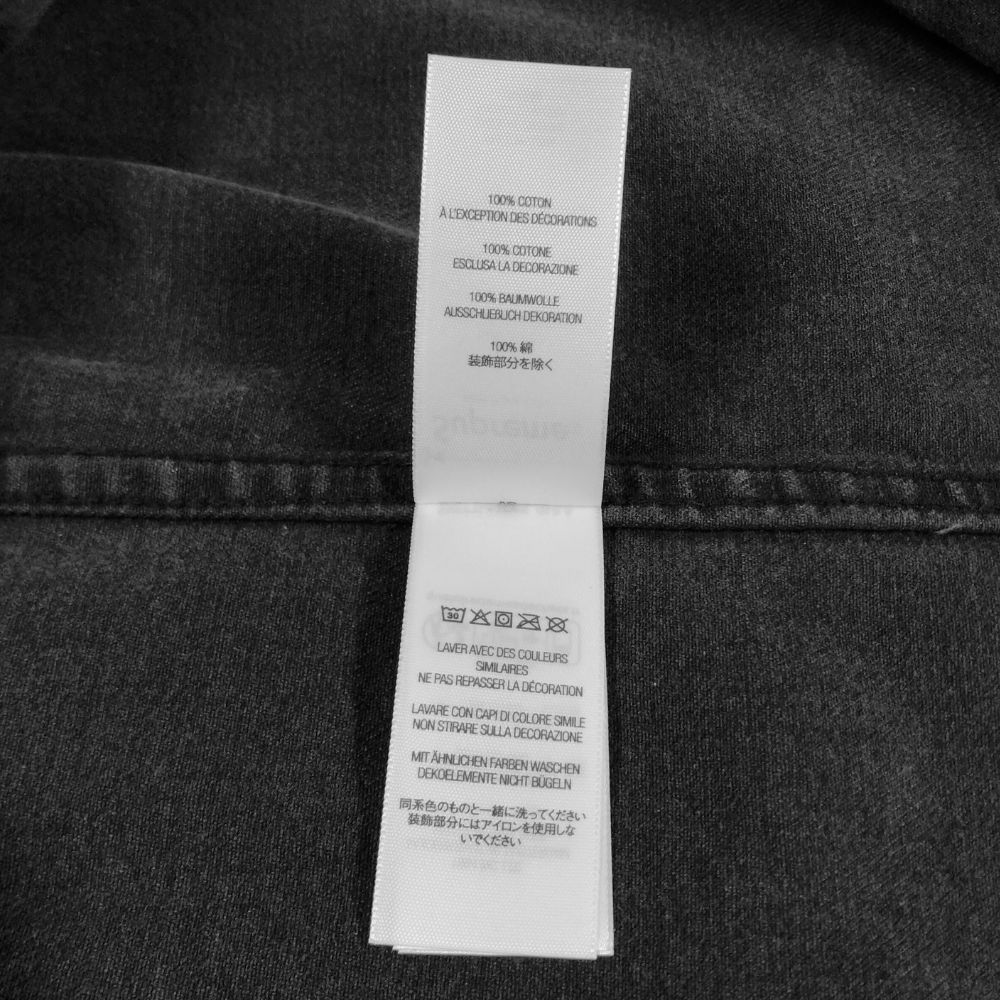 100% COTON
À L'EXCEPTION DES DÉCORATIONS
100% COTONE
ESCLUSA LA DECORAZIONE
100% BAUMWOLLE
AUSSCHLIEßLICH DEKORATION
100% 綿
装飾部分を除く
Supreme
30
LAVER AVEC DES COULEURS
SIMILAIRES
NE PAS REPASSER LA DÉCORATION
LAVARE CON CAPI DI COLORE SIMILE
NON STIRARE SULLA DECORAZIONE
MIT ÄHNLICHEN FARBEN WASCHEN
DEKOELEMENTE NICHT BÜGELN
同系色のものと一緒に洗ってください
装飾部分にはアイロンを使用しな
いでください